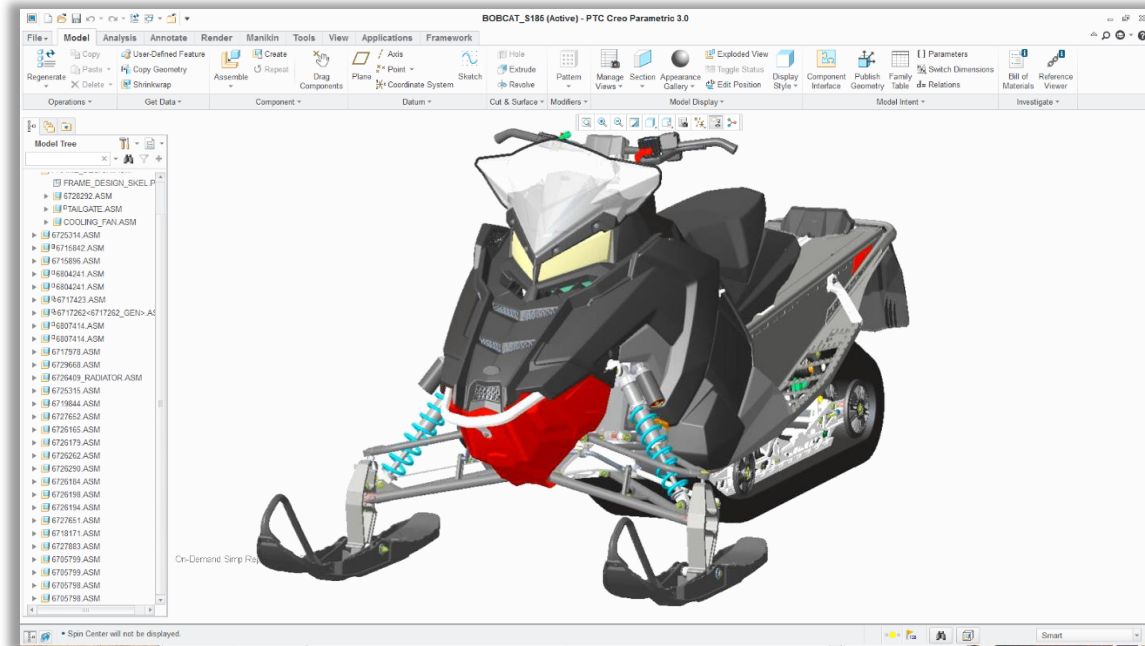 BOBCAT_S185 (Active) - PTC Creo Parametric 3.0
File Model Analysis Annotate Render Manikin Tools View Applications Framework
Regenerate
Copy
Paste
Delete
Operations
User-Defined Feature
Copy Geometry
Shrinkwrap
Get Data
Assemble
Create
Repeat
Drag Components
Component
Plane
Axis
Point
Coordinate System
Sketch
Datum
Hole
Extrude
Revolve
Cut & Surface
Pattern
Modifiers
Manage Views
Section
Appearance Gallery
Exploded View
Toggle Status
Edit Position
Display Style
Model Display
Component Interface
Publish Geometry
Family Table
[ ] Parameters
Switch Dimensions
d= Relations
Model Intent
Bill of Materials
Reference Viewer
Investigate
Model Tree
FRAME_DESIGN_SKEL.P
6728292.ASM
TAILGATE.ASM
COOLING_FAN.ASM
6725314.ASM
6715842.ASM
6715896.ASM
6804241.ASM
6804241.ASM
6717423.ASM
6717262<6717262_GEN>.AS
6807414.ASM
6807414.ASM
6717978.ASM
6729668.ASM
6726409_RADIATOR.ASM
6725315.ASM
6719844.ASM
6727652.ASM
6726165.ASM
6726179.ASM
6726262.ASM
6726290.ASM
6726184.ASM
6726198.ASM
6726194.ASM
6727651.ASM
6718171.ASM
6727883.ASM
6705799.ASM
6705799.ASM
6705798.ASM
6705798.ASM
On-Demand Simp Rep
Spin Center will not be displayed.
Smart